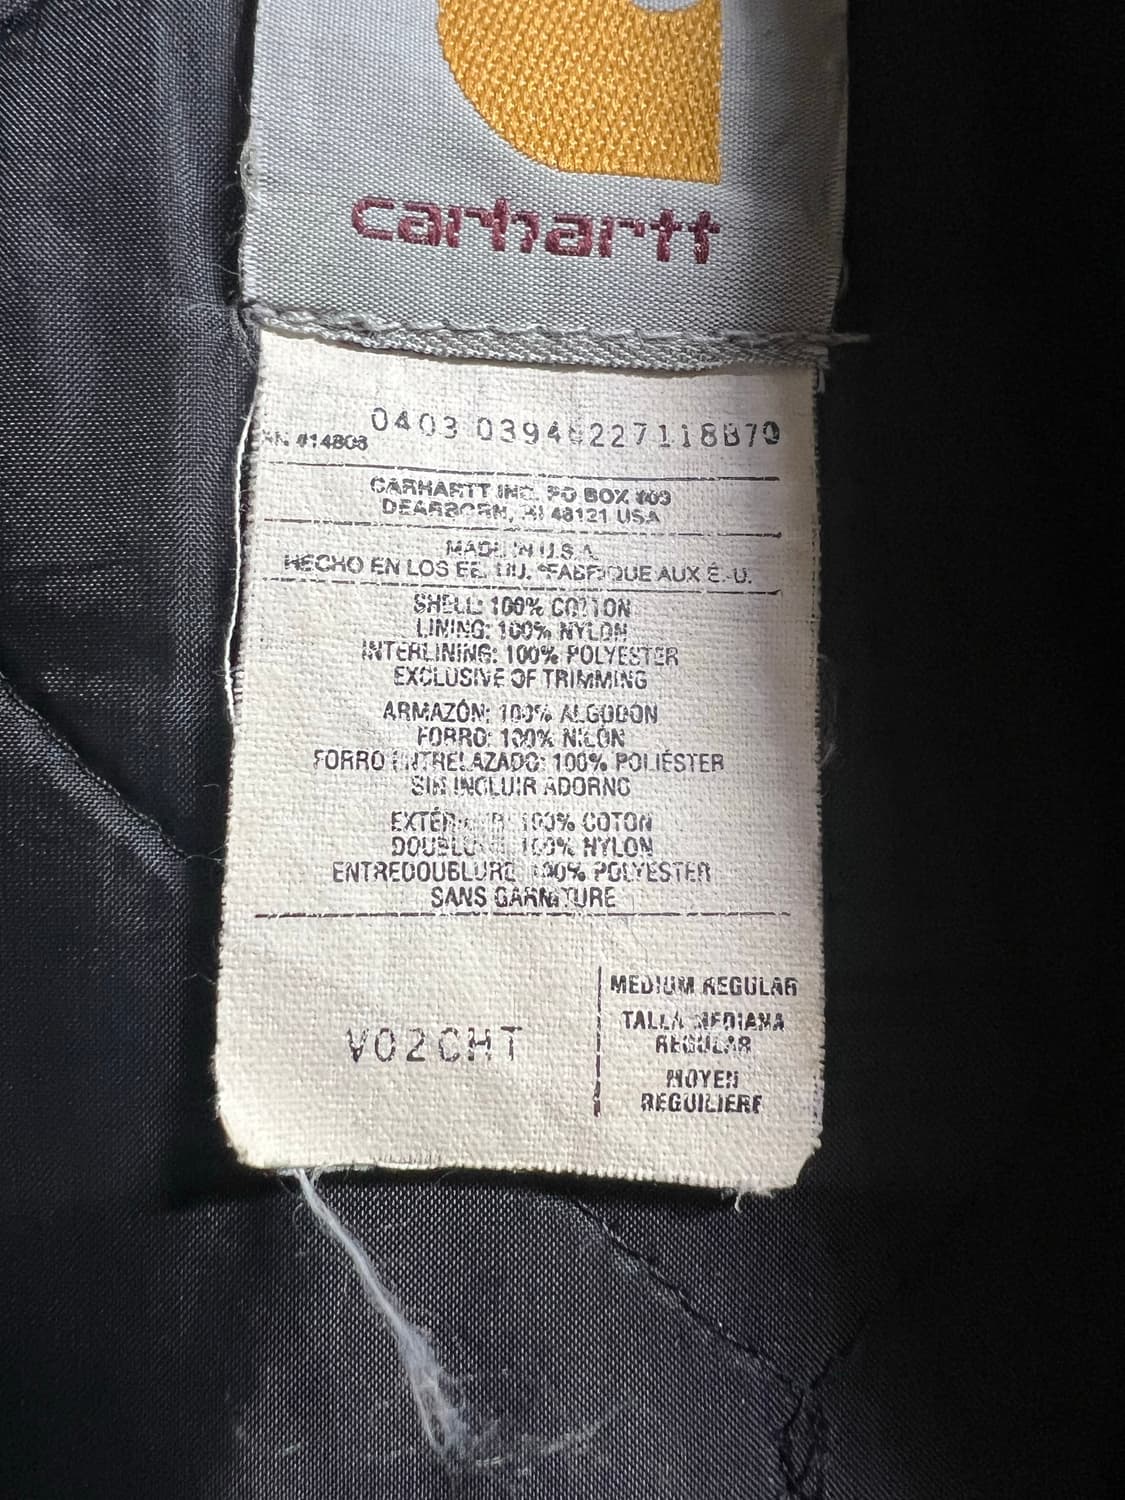 carhartt
0403 03946227118B70
RN #14806
CARHARTT INC. PO BOX 600
DEARBORN, MI 48121 USA
MADE IN U.S.A.
HECHO EN LOS EE. UU. FABRIQUE AUX É.-U.
SHELL: 100% COTTON
LINING: 100% NYLON
INTERLINING: 100% POLYESTER
EXCLUSIVE OF TRIMMING
ARMAZÓN: 100% ALGODON
FORRO: 100% NILON
FORRO ENTRELAZADO: 100% POLIÉSTER
SIN INCLUIR ADORNO
EXTÉRIEUR: 100% COTON
DOUBLURE: 100% NYLON
ENTREDOUBLURE 100% POLYESTER
SANS GARNITURE
V02CHT
MEDIUM REGULAR
TALLA MEDIANA
REGULAR
MOYEN
REGUILIERE